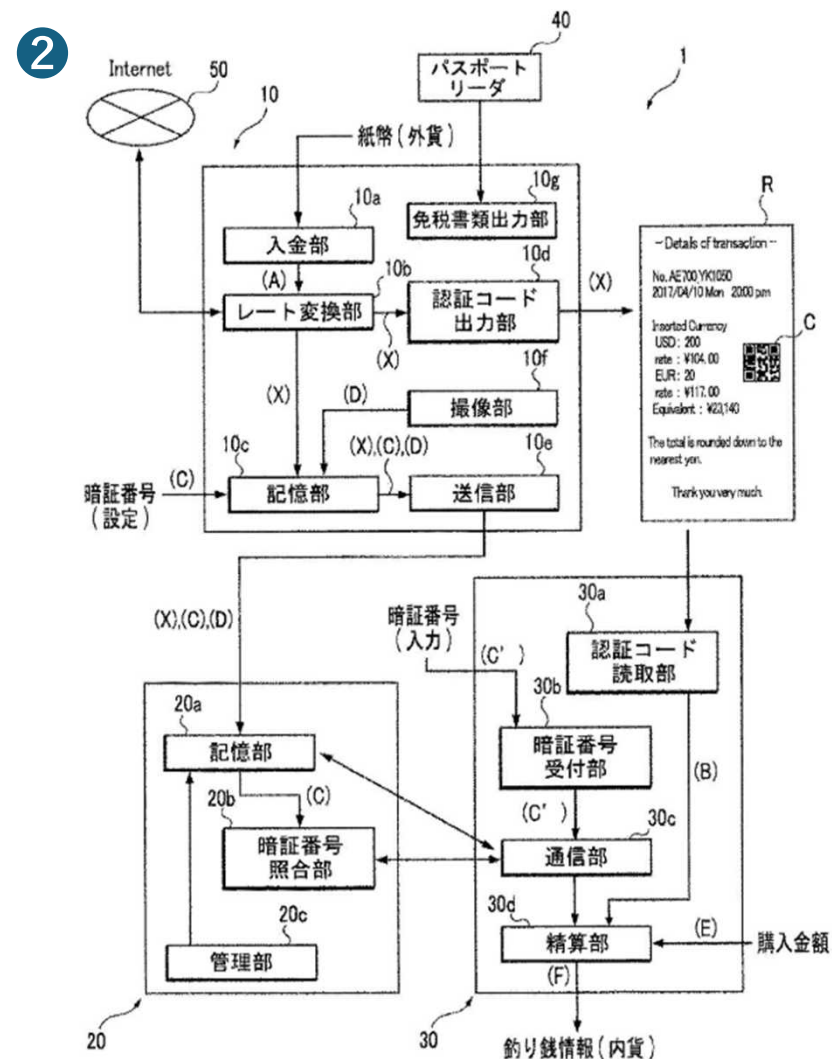 2
40
パスポート
リーダ
1
Internet
50
10
紙幣(外貨)
10a
入金部
10g
免税書類出力部
R
(A)
10b
レート変換部
(X)
10d
認証コード
出力部
(X)
-- Details of transaction --
No. AE700 YK1050
2017/04/10 Mon 20:00 pm
Inserted Currency
USD : 200
rate : ¥104.00
EUR : 20
rate : ¥117.00
Equivalent : ¥23,140
C
The total is rounded down to the
nearest yen.
Thank you very much.
(X)
10f
撮像部
(D)
10c
記憶部
(X),(C),(D)
10e
送信部
暗証番号
(設定)
(C)
(X),(C),(D)
暗証番号
(入力)
(C' )
30a
認証コード
読取部
30b
暗証番号
受付部
(B)
20a
記憶部
(C)
20b
暗証番号
照合部
(C' )
30c
通信部
20c
管理部
30d
精算部
(E)
購入金額
(F)
20
30
釣り銭情報(内貨)